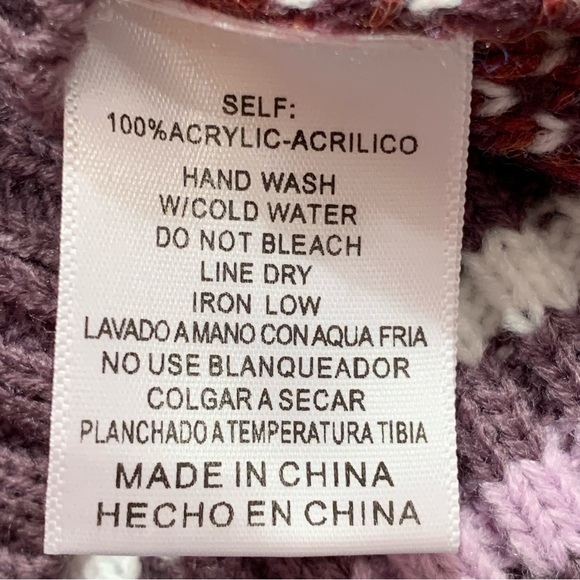 SELF:
100%ACRYLIC-ACRILICO
HAND WASH
W/COLD WATER
DO NOT BLEACH
LINE DRY
IRON LOW
LAVADO A MANO CON AQUA FRIA
NO USE BLANQUEADOR
COLGAR A SECAR
PLANCHADO A TEMPERATURA TIBIA
MADE IN CHINA
HECHO EN CHINA